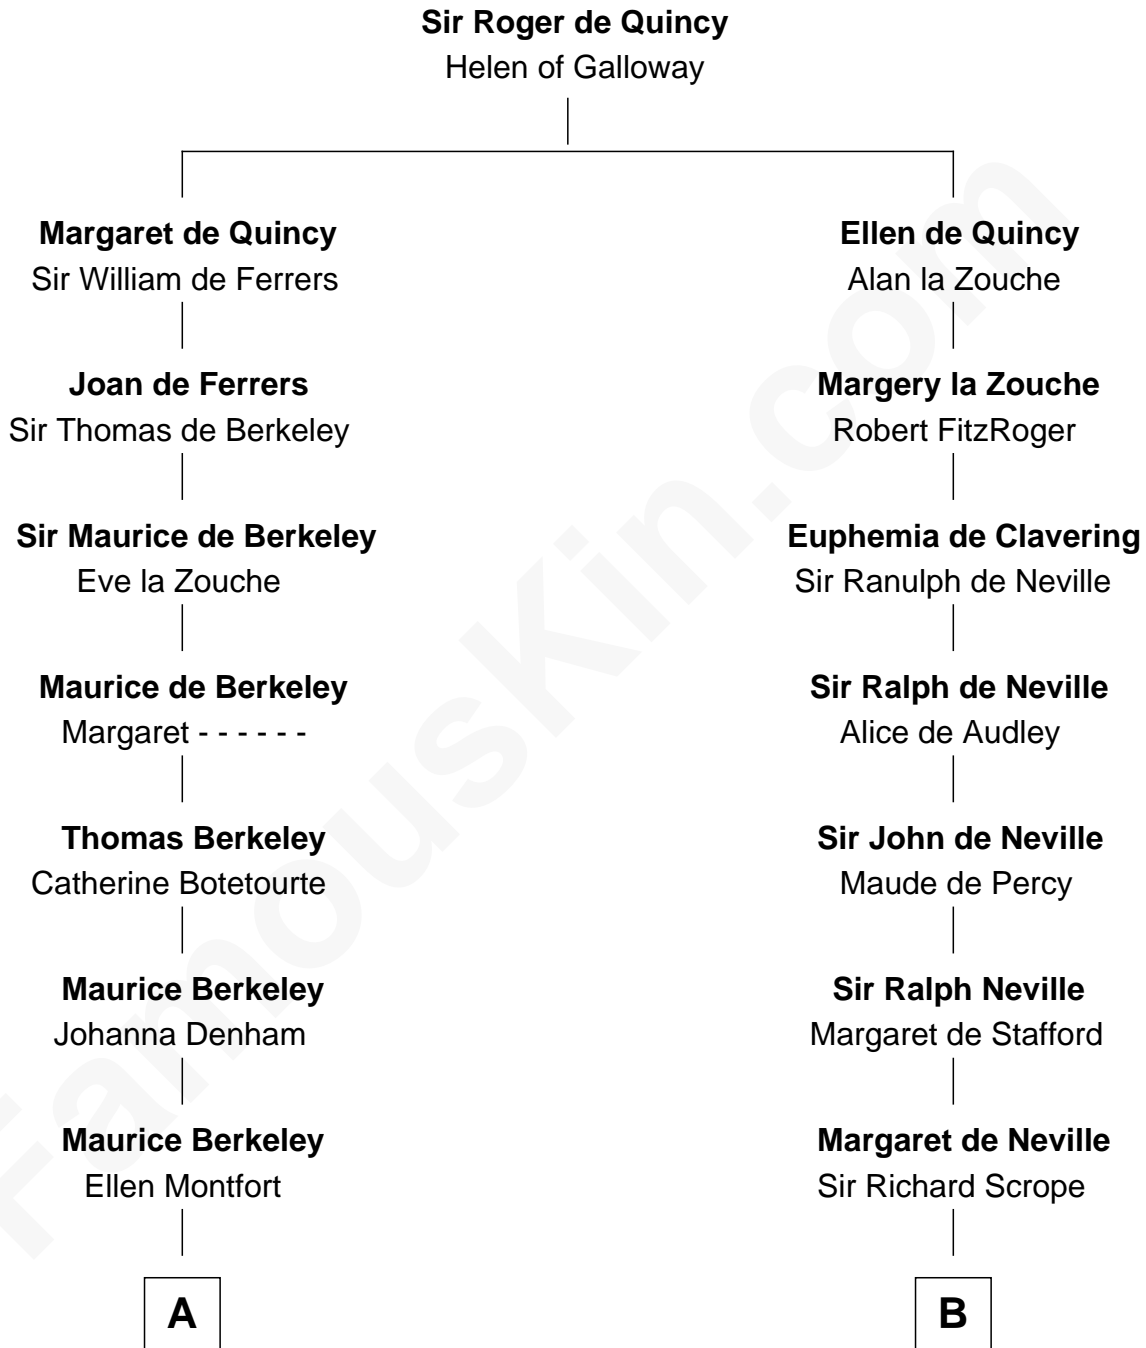 Sir Roger de Quincy
Helen of Galloway
Margaret de Quincy
Sir William de Ferrers
Ellen de Quincy
Alan la Zouche
Joan de Ferrers
Sir Thomas de Berkeley
Margery la Zouche
Robert FitzRoger
Sir Maurice de Berkeley
Eve la Zouche
Euphemia de Clavering
Sir Ranulph de Neville
Maurice de Berkeley
Margaret - - - - - -
Sir Ralph de Neville
Alice de Audley
Thomas Berkeley
Catherine Botetourte
Sir John de Neville
Maude de Percy
Maurice Berkeley
Johanna Denham
Sir Ralph Neville
Margaret de Stafford
Maurice Berkeley
Ellen Montfort
Margaret de Neville
Sir Richard Scrope
A
B
FamousKin.com